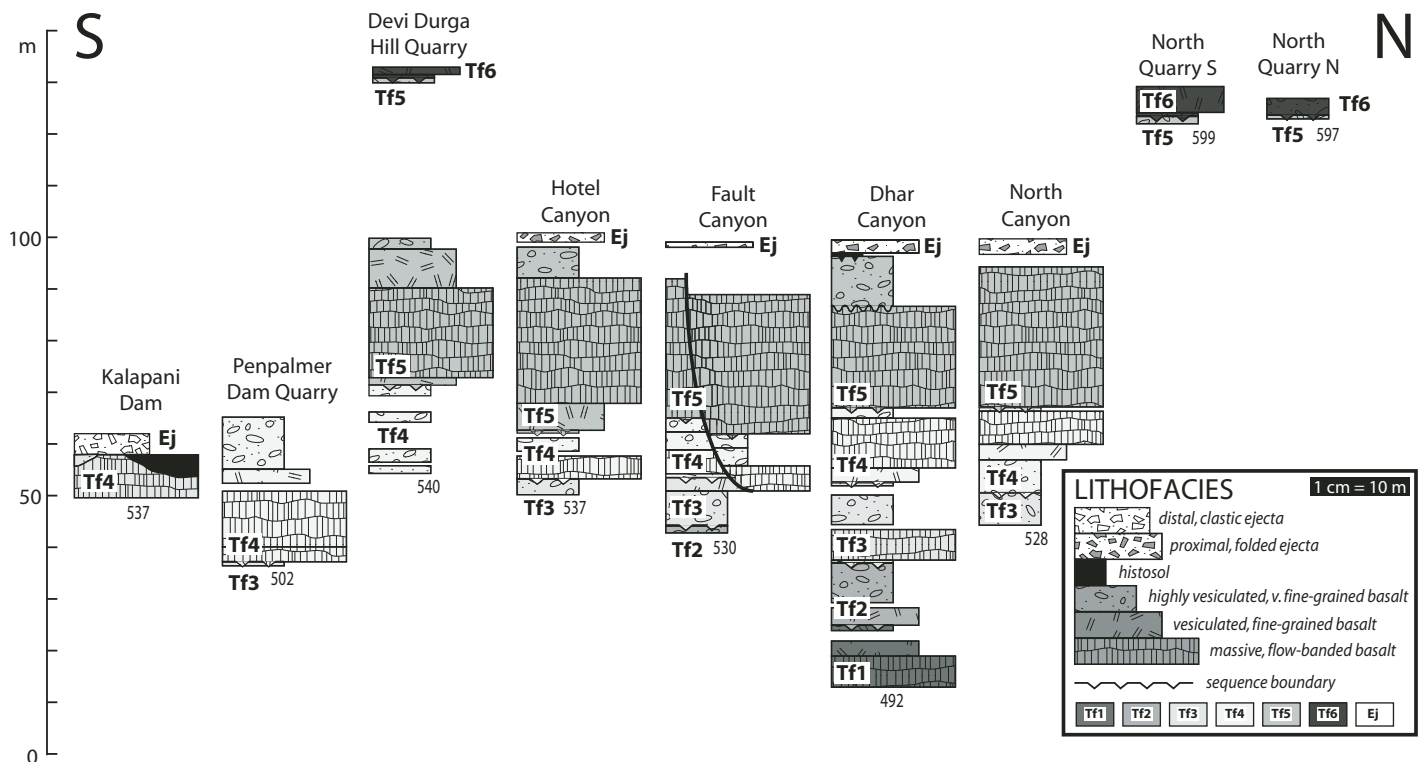 S
N
m
100
50
0
Devi Durga
Hill Quarry
Tf6
Tf5
Tf5
Tf4
540
Kalapani
Dam
Ej
Tf4
537
Penpalmer
Dam Quarry
Tf4
Tf3 502
Hotel
Canyon
Ej
Tf5
Tf4
Tf3 537
Fault
Canyon
Ej
Tf5
Tf4
Tf3
Tf2 530
Dhar
Canyon
Ej
Tf5
Tf4
Tf3
Tf2
Tf1
492
North
Canyon
Ej
Tf5
Tf4
Tf3
528
North
Quarry S
Tf6
Tf5 599
North
Quarry N
Tf6
Tf5 597
LITHOFACIES
1 cm = 10 m
distal, clastic ejecta
proximal, folded ejecta
histosol
highly vesiculated, v. fine-grained basalt
vesiculated, fine-grained basalt
massive, flow-banded basalt
sequence boundary
Tf1 Tf2 Tf3 Tf4 Tf5 Tf6 Ej